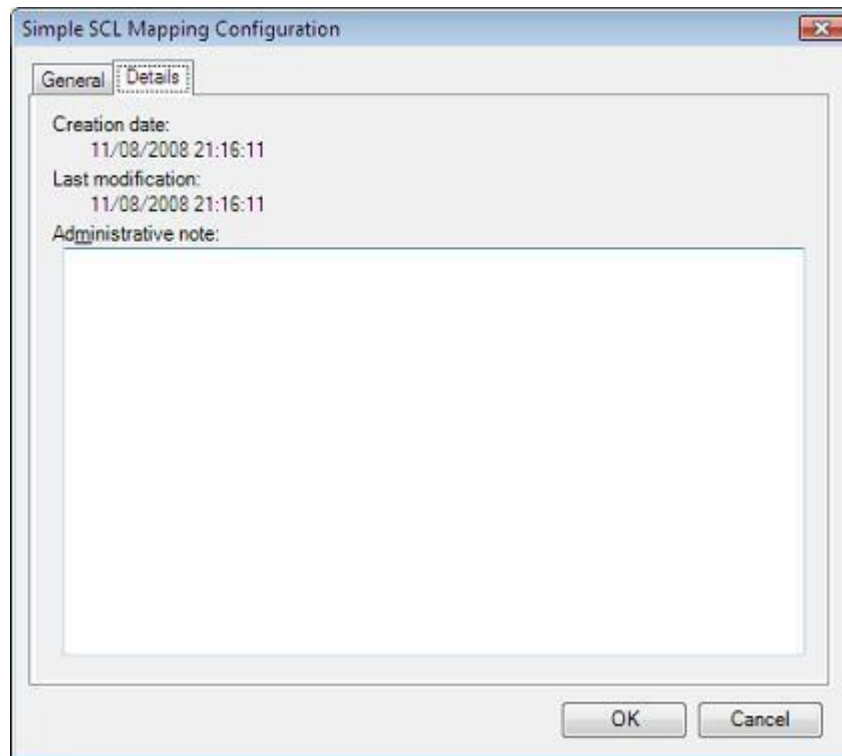 Simple SCL Mapping Configuration
General Details
Creation date:
11/08/2008 21:16:11
Last modification:
11/08/2008 21:16:11
Administrative note:
OK Cancel